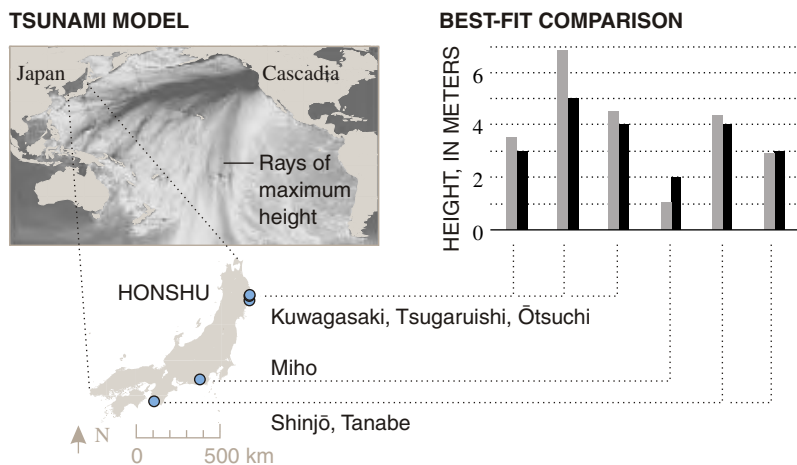 TSUNAMI MODEL
Japan
Cascadia
Rays of
maximum
height
BEST-FIT COMPARISON
HEIGHT, IN METERS
6
4
2
0
HONSHU
Kuwagasaki, Tsugaruishi, Ōtsuchi
Miho
Shinjō, Tanabe
N
0 500 km